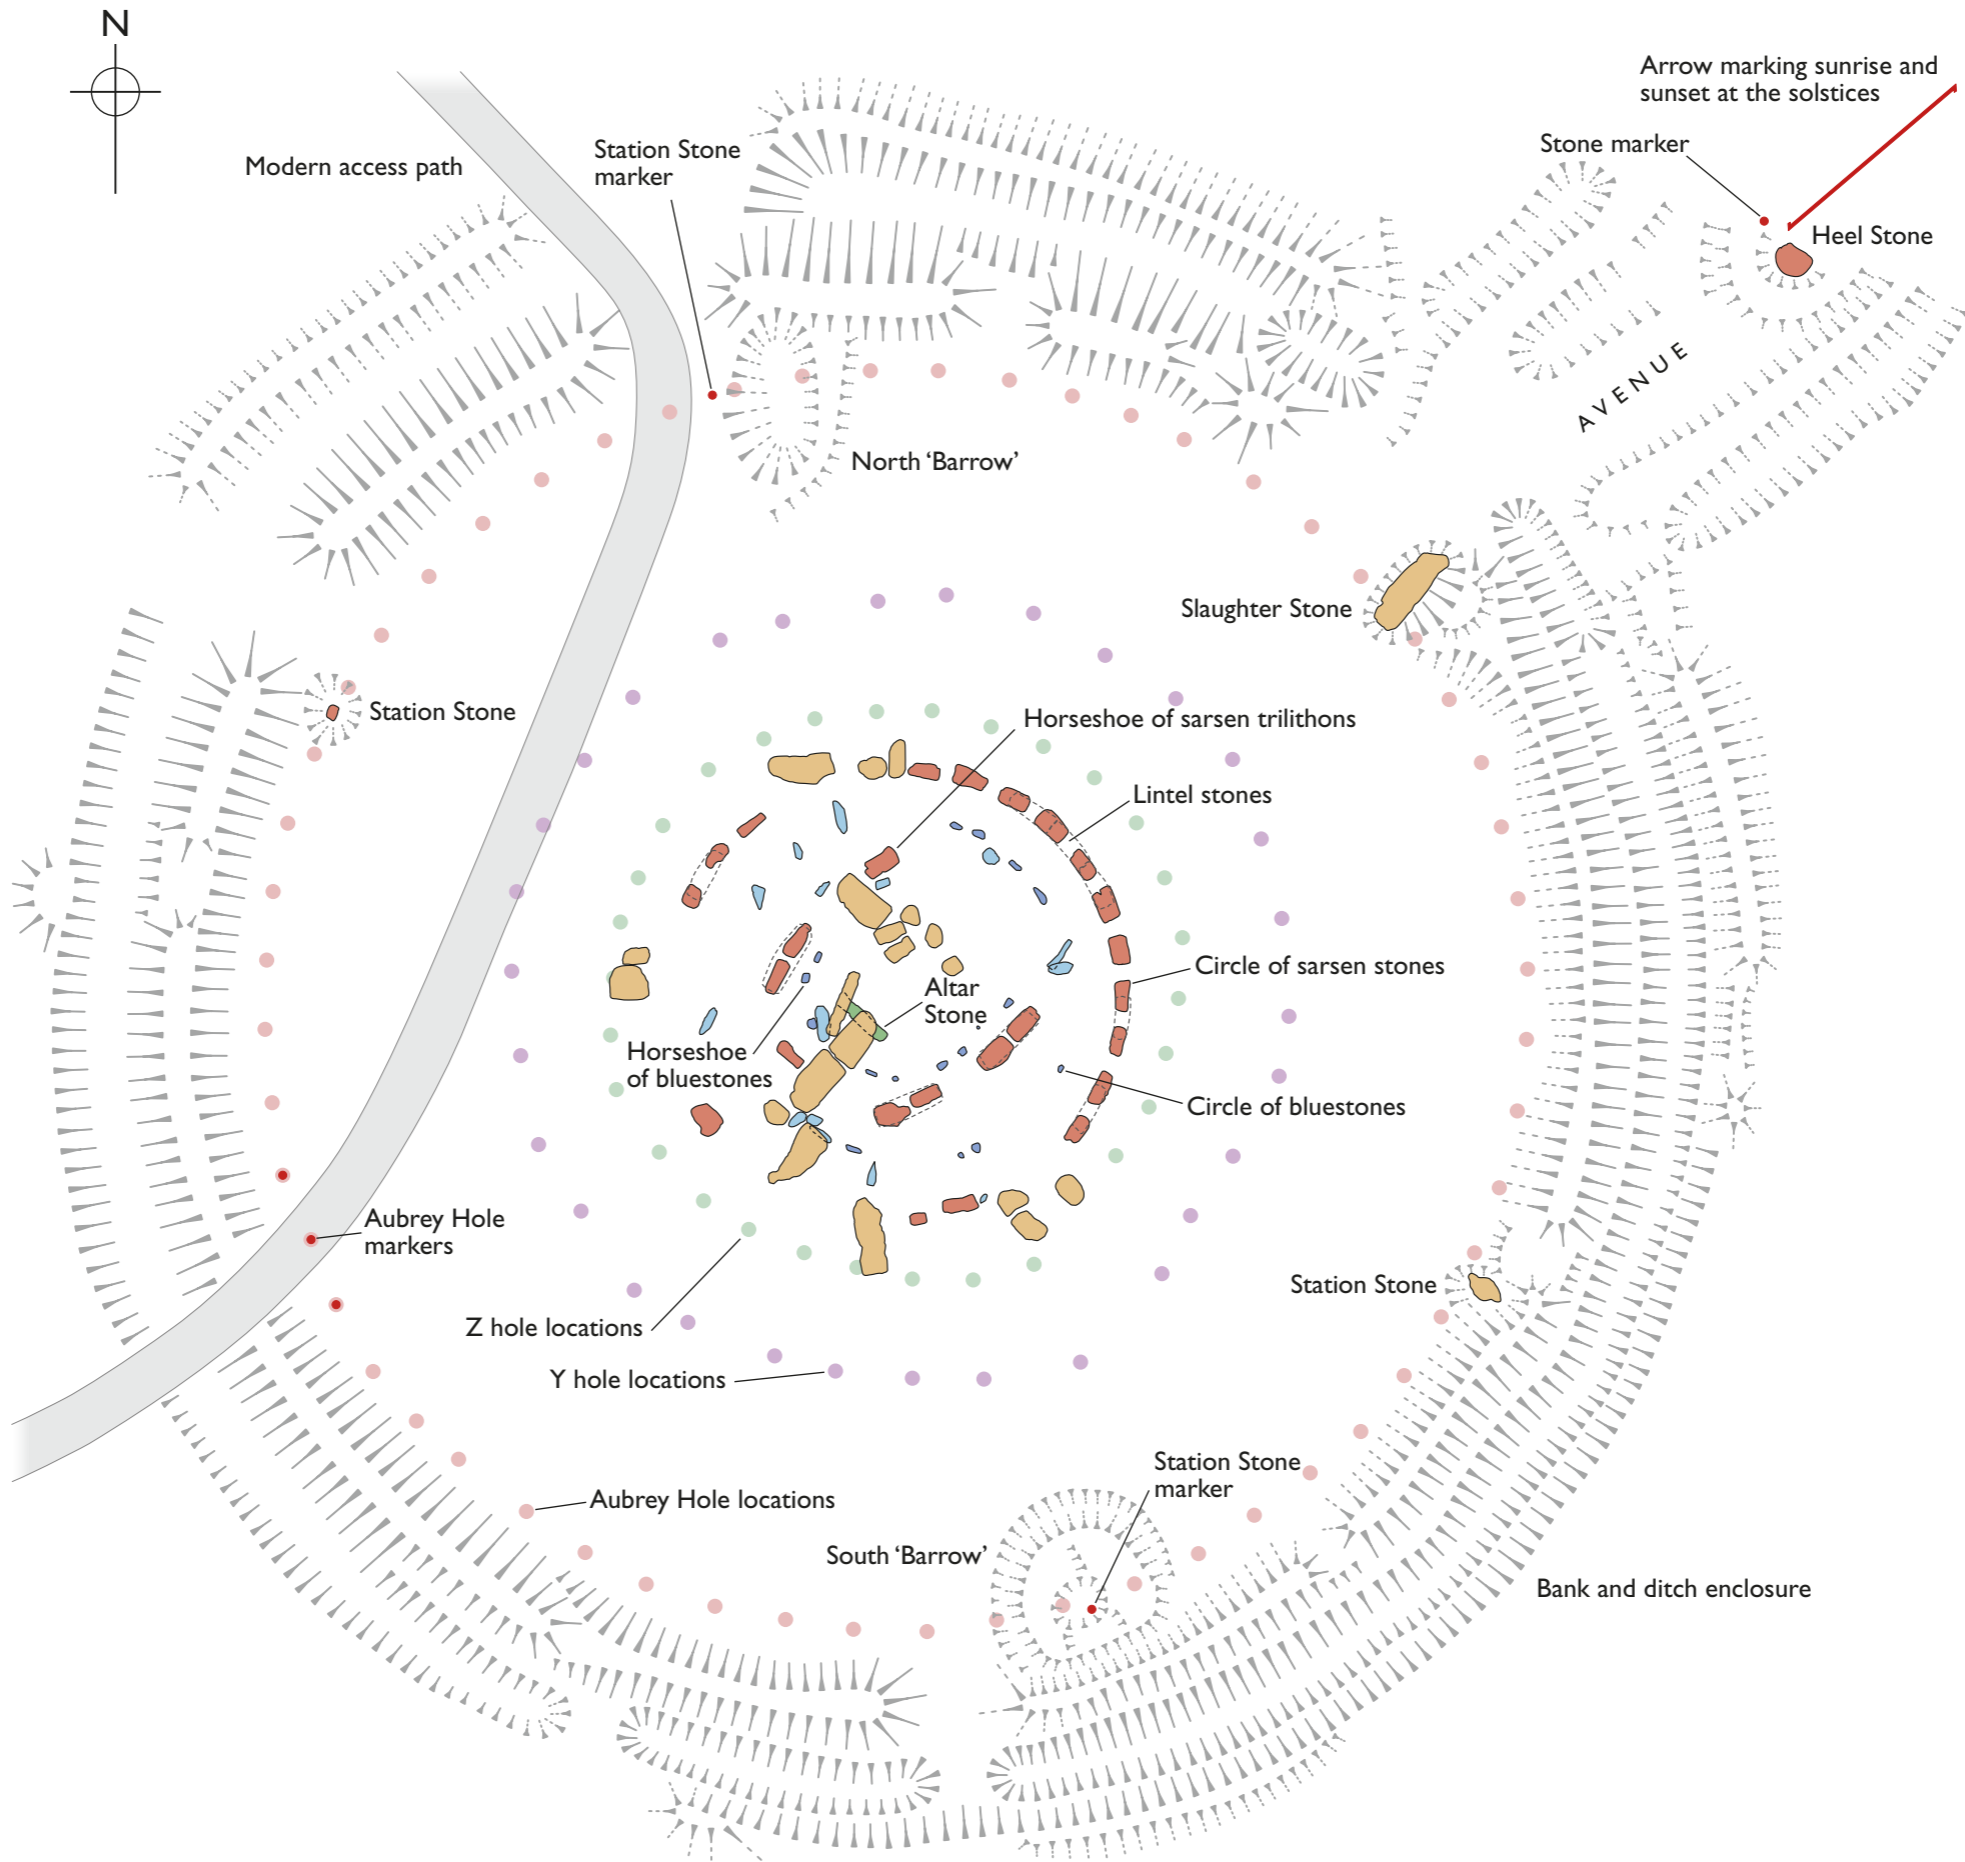 N
Arrow marking sunrise and
sunset at the solstices
Stone marker
Station Stone
marker
Modern access path
Heel Stone
AVENUE
North ‘Barrow’
Slaughter Stone
Station Stone
Horseshoe of sarsen trilithons
Lintel stones
Circle of sarsen stones
Altar
Stone
Horseshoe
of bluestones
Circle of bluestones
Aubrey Hole
markers
Station Stone
Z hole locations
Y hole locations
Station Stone
marker
Aubrey Hole locations
South ‘Barrow’
Bank and ditch enclosure